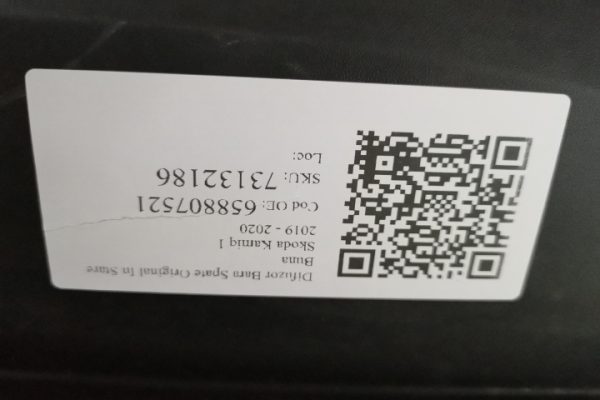 Difuzor Bara Spate Original In Stare
Buna
Skoda Kamiq 1
2019 - 2020
Cod OE: 658807521
SKU: 73132186
Loc: